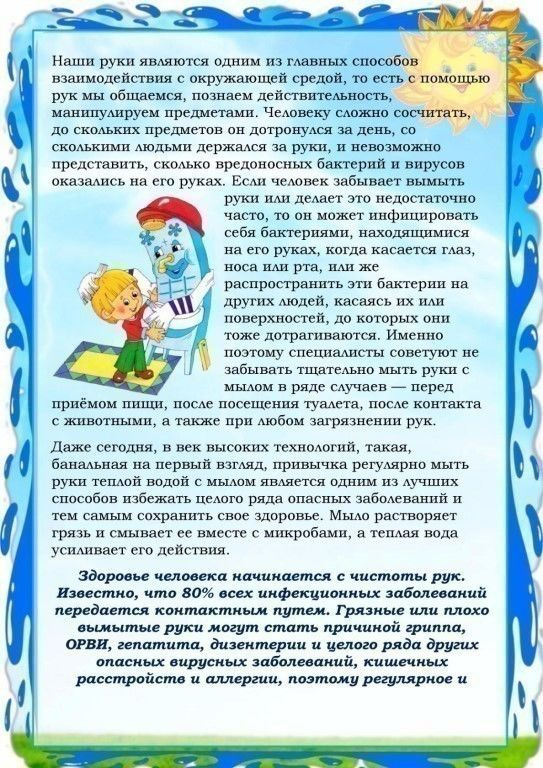 Наши руки являются одним из главных способов
взаимодействия с окружающей средой, то есть с помощью
рук мы общаемся, познаем действительность,
манипулируем предметами. Человеку сложно сосчитать,
до скольких предметов он дотронулся за день, со
сколькими людьми держался за руки, и невозможно
представить, сколько вредоносных бактерий и вирусов
оказались на его руках. Если человек забывает вымыть
руки или делает это недостаточно
часто, то он может инфицировать
себя бактериями, находящимися
на его руках, когда касается глаз,
носа или рта, или же
распространить эти бактерии на
других людей, касаясь их или
поверхностей, до которых они
тоже дотрагиваются. Именно
поэтому специалисты советуют не
забывать тщательно мыть руки с
мылом в ряде случаев — перед
приёмом пищи, после посещения туалета, после контакта
с животными, а также при любом загрязнении рук.
Даже сегодня, в век высоких технологий, такая,
банальная на первый взгляд, привычка регулярно мыть
руки теплой водой с мылом является одним из лучших
способов избежать целого ряда опасных заболеваний и
тем самым сохранить свое здоровье. Мыло растворяет
грязь и смывает ее вместе с микробами, а теплая вода
усиливает его действия.
Здоровье человека начинается с чистоты рук.
Известно, что 80% всех инфекционных заболеваний
передается контактным путем. Грязные или плохо
вымытые руки могут стать причиной гриппа,
ОРВИ, гепатита, дизентерии и целого ряда других
опасных вирусных заболеваний, кишечных
расстройств и аллергии, поэтому регулярное и